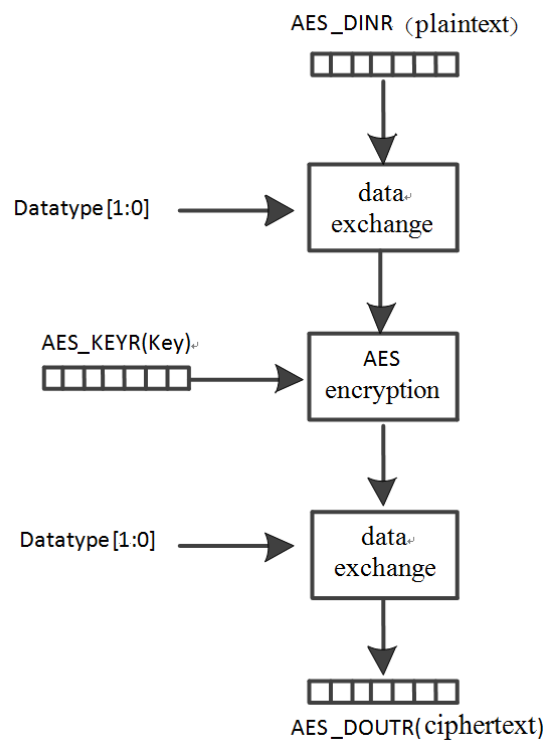 AES_DINR (plaintext)
data
exchange
Datatype[1:0]
AES_KEYR(Key)
AES
encryption
Datatype[1:0]
data
exchange
AES_DOUTR(ciphertext)